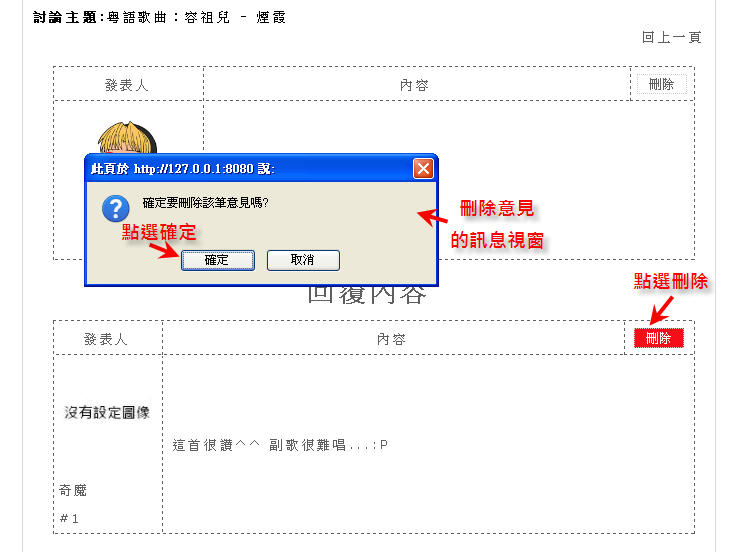 討論主題:粵語歌曲：容祖兒 - 煙霞
回上一頁
發表人
內容
刪除
此頁於 http://127.0.0.1:8080 說:
確定要刪除該筆意見嗎?
點選確定
確定
取消
刪除意見
的訊息視窗
回覆內容
點選刪除
發表人
內容
刪除
沒有設定圖像
這首很讚^^ 副歌很難唱...:P
奇魔
#1